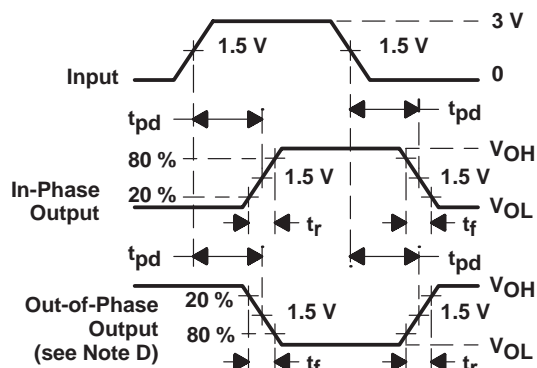 3 V
1.5 V 1.5 V
Input
0
tpd tpd
80 %
VOH
In-Phase
Output
1.5 V 1.5 V
20 %
VOL
tr tf
tpd tpd
VOH
Out-of-Phase
Output
(see Note D)
20 %
1.5 V 1.5 V
80 %
VOL
tf tr